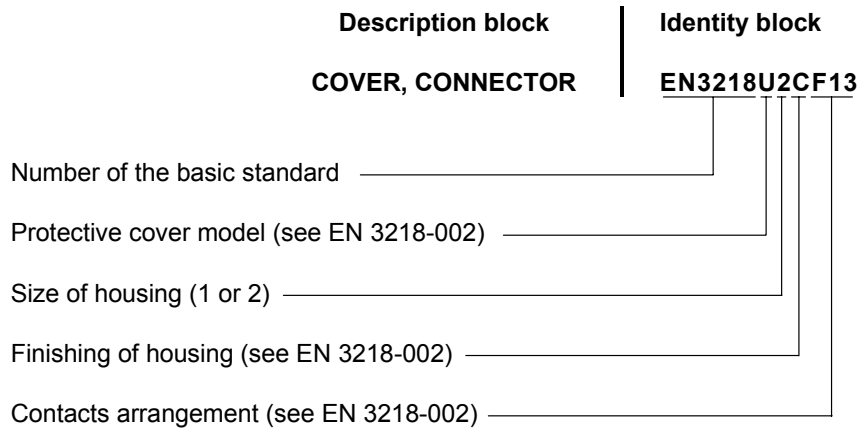 Description block Identity block
COVER, CONNECTOR EN3218U2CF13
Number of the basic standard
Protective cover model (see EN 3218-002)
Size of housing (1 or 2)
Finishing of housing (see EN 3218-002)
Contacts arrangement (see EN 3218-002)